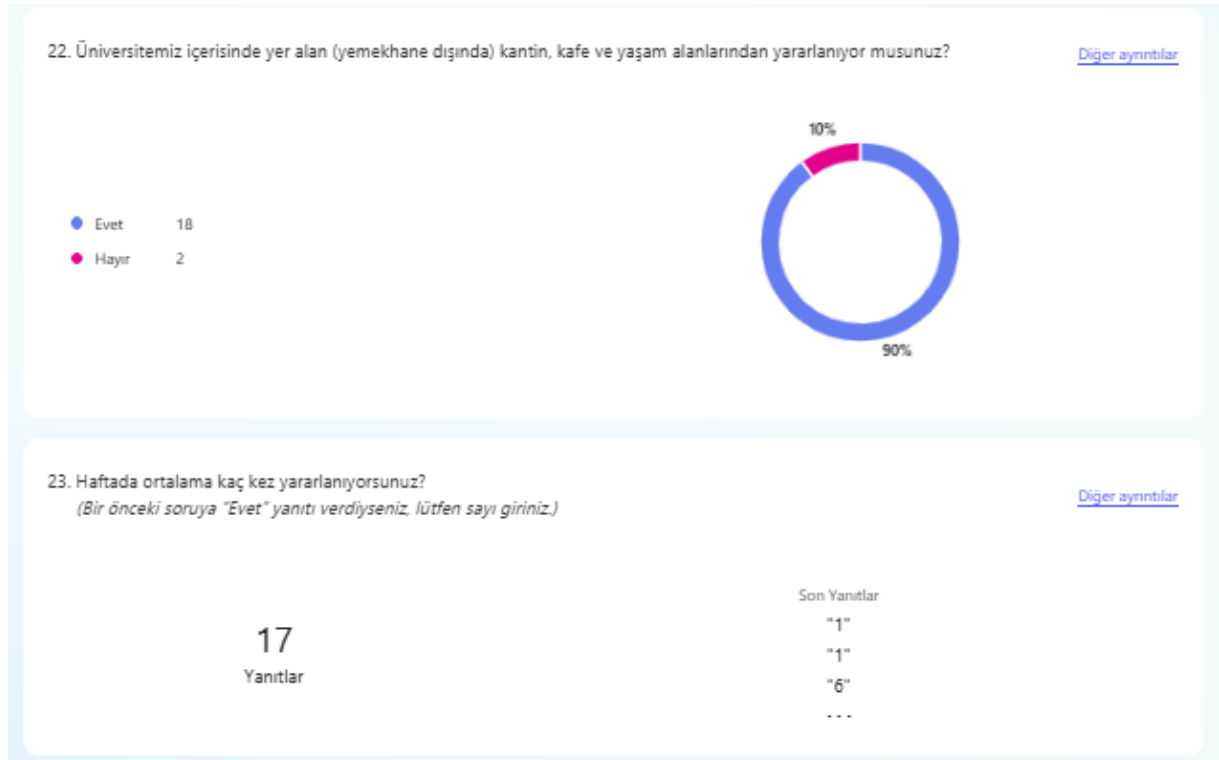 22. Üniversitemiz içerisinde yer alan (yemekhane dışında) kantin, kafe ve yaşam alanlarından yararlanıyor musunuz?
Diğer ayrıntılar
10%
Evet 18
Hayır 2
90%
23. Haftada ortalama kaç kez yararlanıyorsunuz?
(Bir önceki soruya “Evet” yanıtı verdiyseniz, lütfen sayı giriniz.)
Diğer ayrıntılar
17
Yanıtlar
Son Yanıtlar
"1"
"1"
"6"
- - -